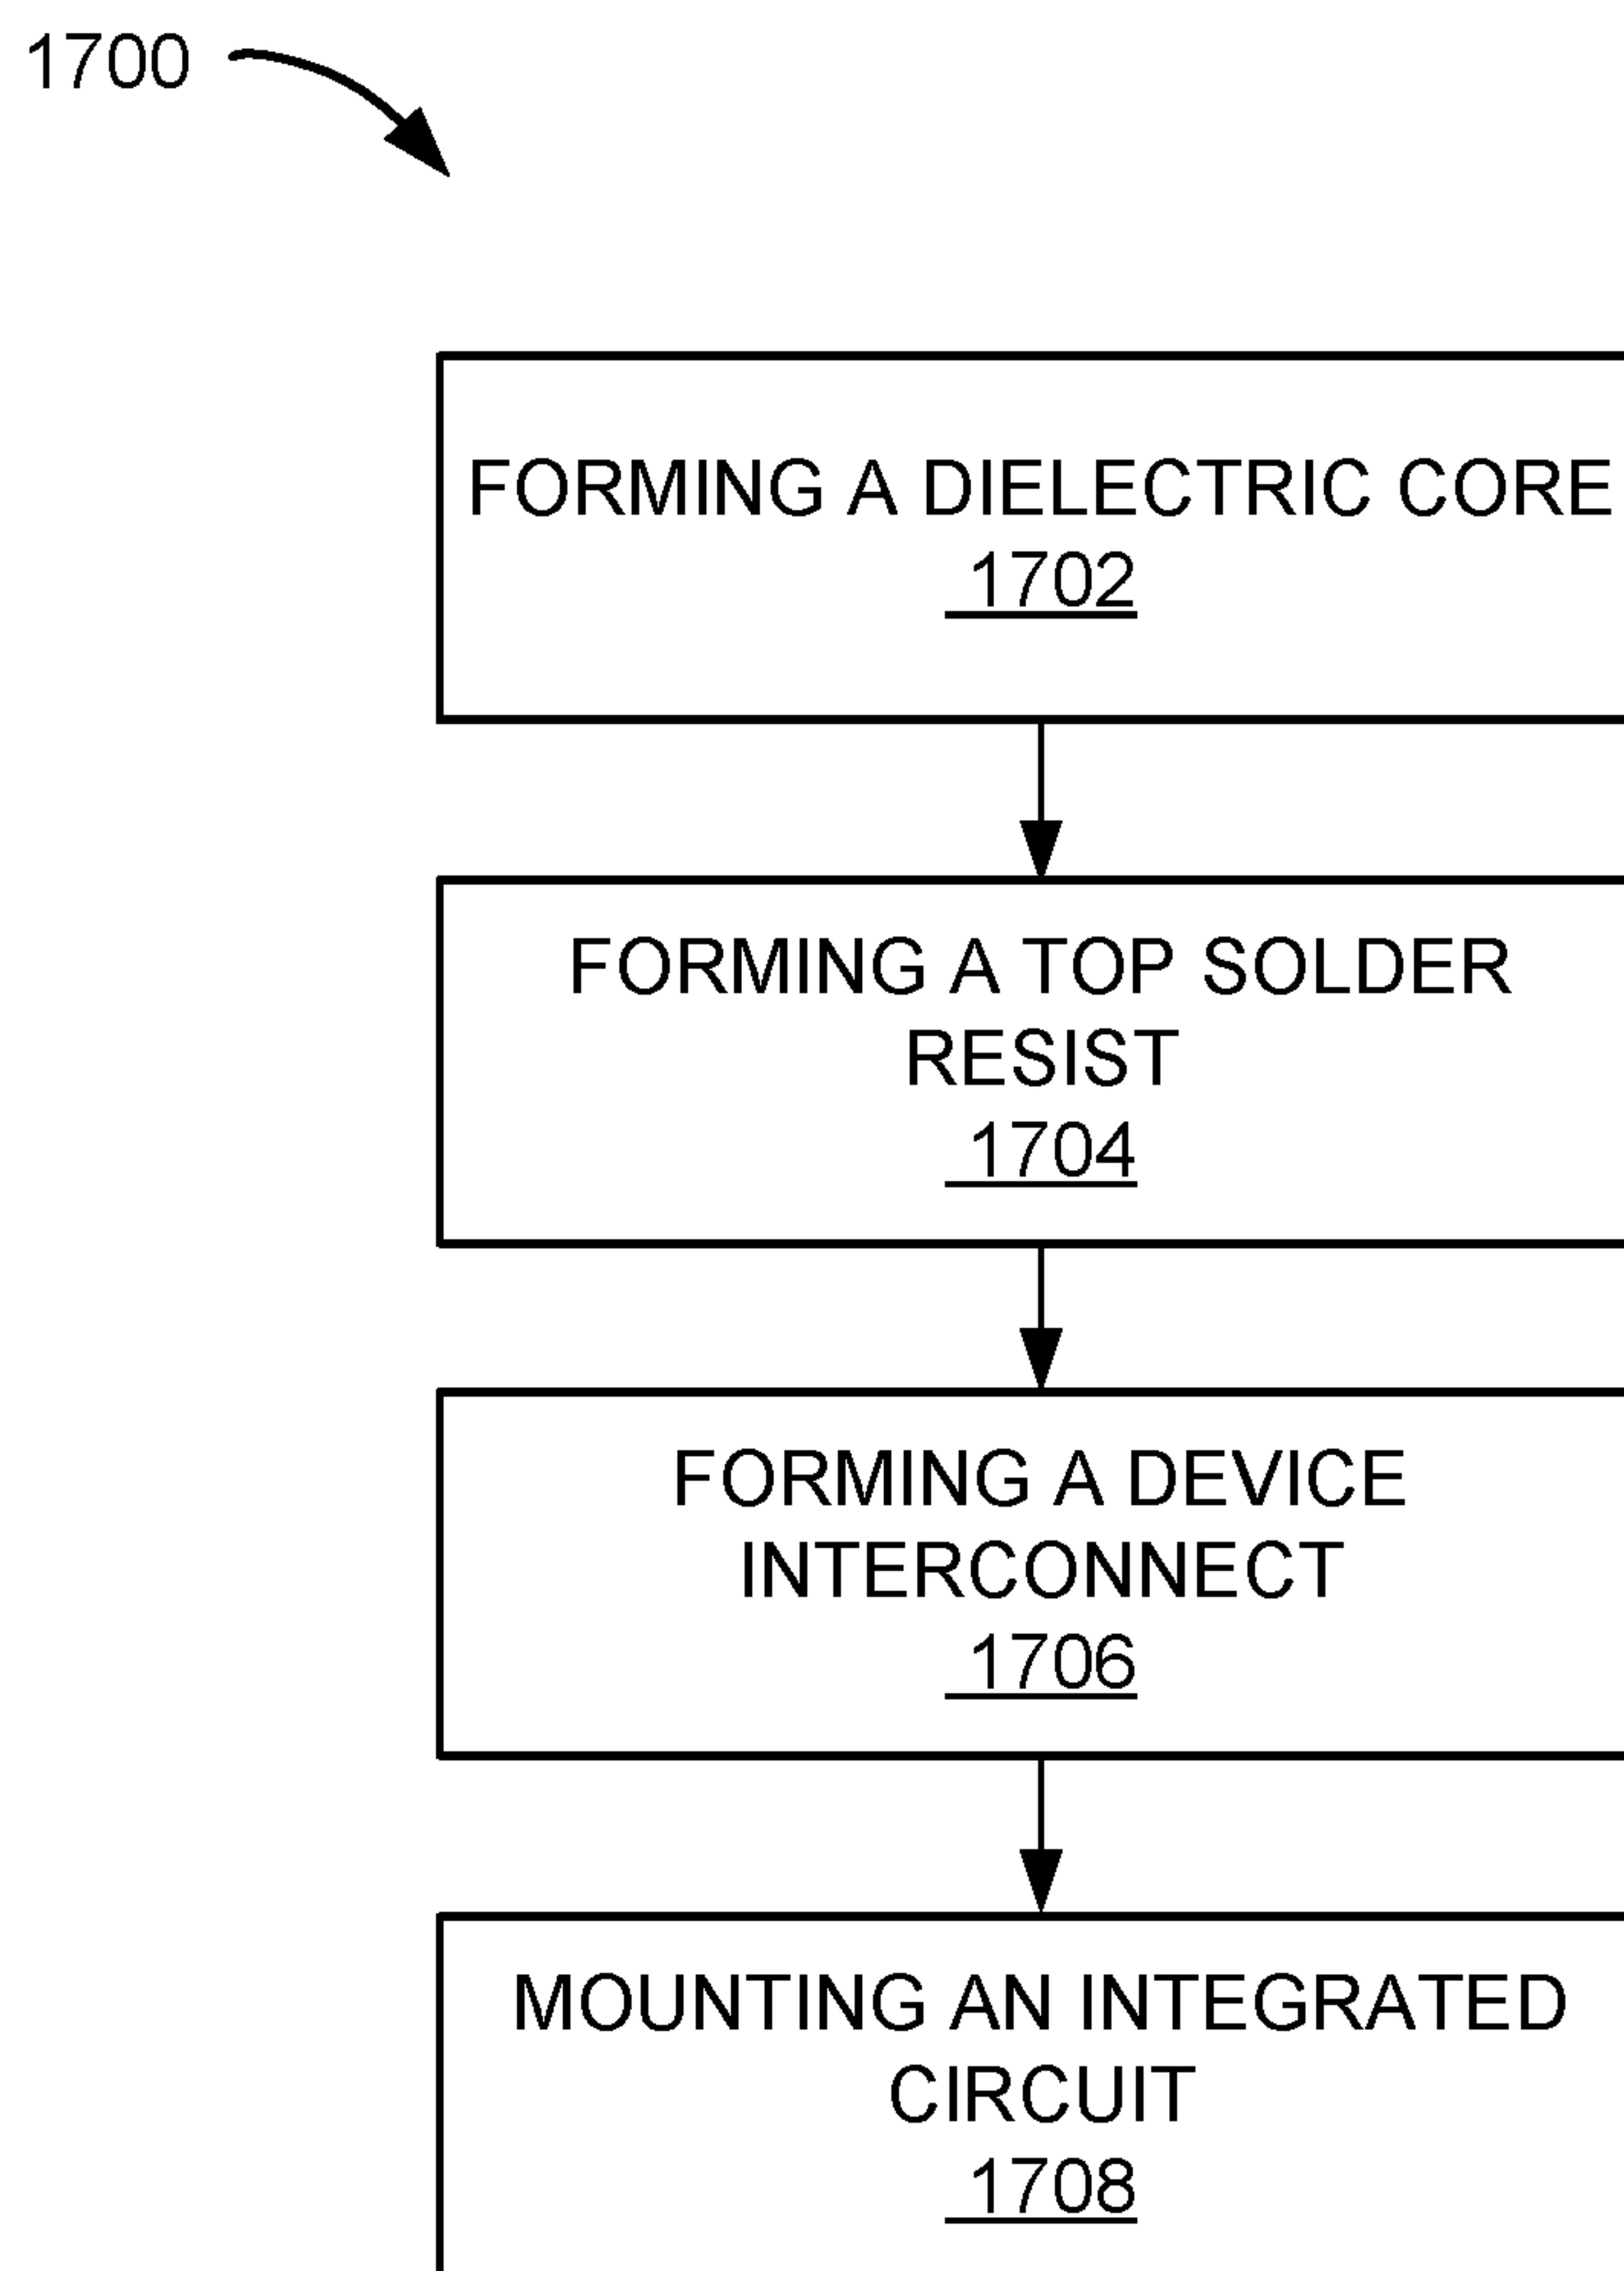 1700
FORMING A DIELECTRIC CORE
1702
FORMING A TOP SOLDER
RESIST
1704
FORMING A DEVICE
INTERCONNECT
1706
MOUNTING AN INTEGRATED
CIRCUIT
1708